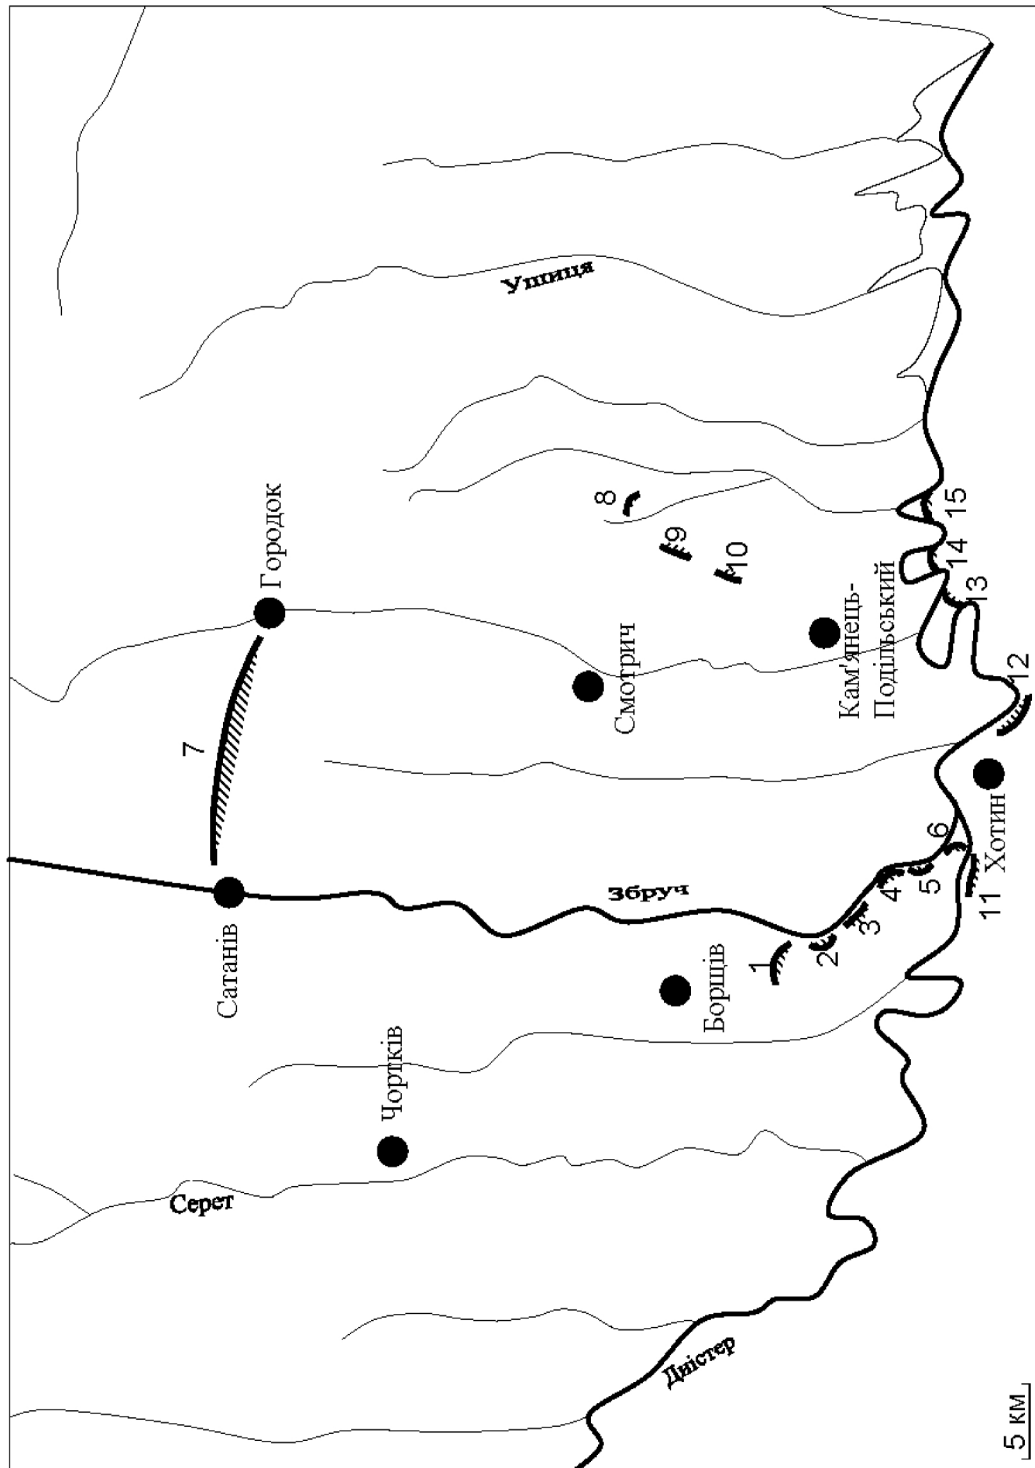 Ушиця
8
Городок
15
9
14
10
13
Смотрич
Кам'янець-
Подільський
12
7
Хотин
6
Збруч
4
5
11
3
2
1
Сатанів
Борщів
Чортків
Серет
Дністер
5 км